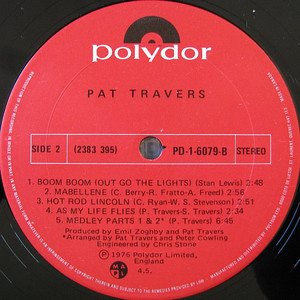 polydor
PAT TRAVERS
SIDE 2 (2383 395) PD-1-6079-B
1. BOOM BOOM (OUT GO THE LIGHTS) (Stan Lewis) 2:48
2. MABELLENE (C. Berry-R. Fratto-A. Freed) 2:56
3. HOT ROD LINCOLN (C. Ryan-W. S. Stevenson) 2:34
4. AS MY LIFE FLIES (P. Travers-S. Travers) 5:34
5. MEDLEY PARTS 1 & 2* (P. Travers) 6:45
Produced by Emil Zoghby and Pat Travers
*Arranged by Pat Travers and Peter Cowling
Engineered by Chris Stone
℗ 1976 Polydor Limited,
England
4.5.